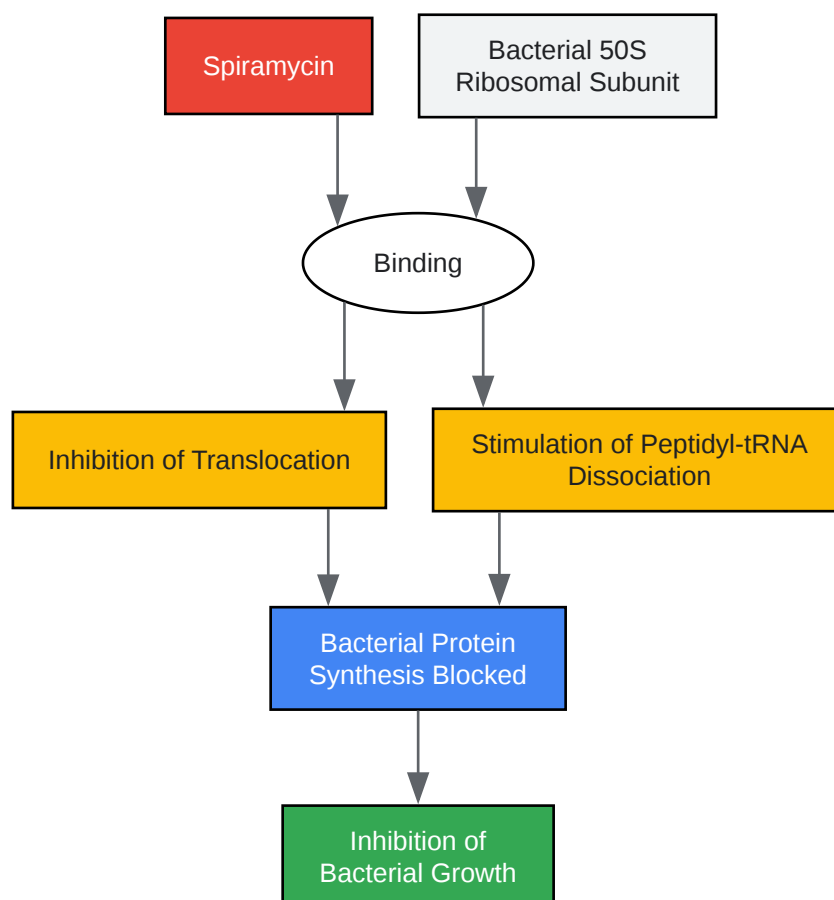 Spiramycin
Bacterial 50S
Ribosomal Subunit
Binding
Inhibition of Translocation
Stimulation of Peptidyl-tRNA
Dissociation
Bacterial Protein
Synthesis Blocked
Inhibition of
Bacterial Growth